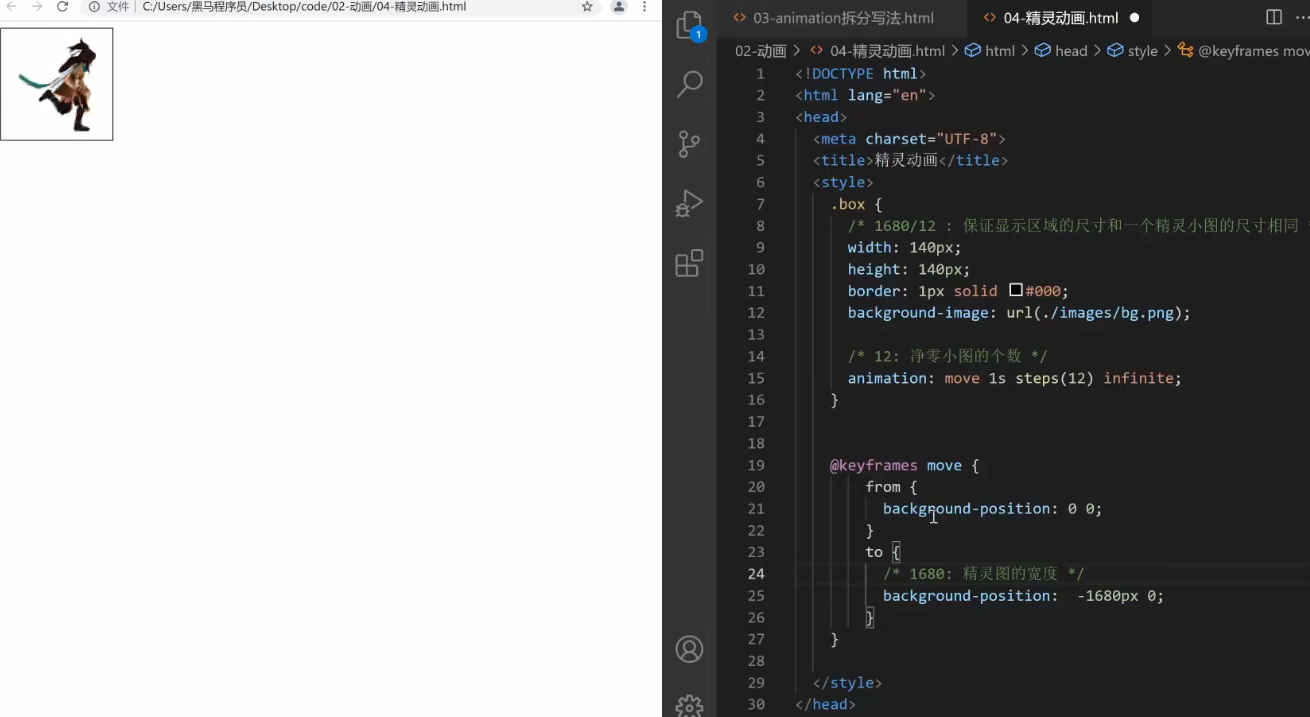 文件 C:/Users/黑马程序员/Desktop/code/02-动画/04-精灵动画.html
1
03-animation拆分写法.html
04-精灵动画.html
02-动画 > 04-精灵动画.html > html > head > style > @keyframes mov
1 <!DOCTYPE html>
2 <html lang="en">
3 <head>
4 <meta charset="UTF-8">
5 <title>精灵动画</title>
6 <style>
7 .box {
8 /* 1680/12 : 保证显示区域的尺寸和一个精灵小图的尺寸相同
9 width: 140px;
10 height: 140px;
11 border: 1px solid #000;
12 background-image: url(./images/bg.png);
13
14 /* 12: 净零小图的个数 */
15 animation: move 1s steps(12) infinite;
16 }
17
18
19 @keyframes move {
20 from {
21 background-position: 0 0;
22 }
23 to {
24 /* 1680: 精灵图的宽度 */
25 background-position:  -1680px 0;
26 }
27 }
28
29 </style>
30 </head>